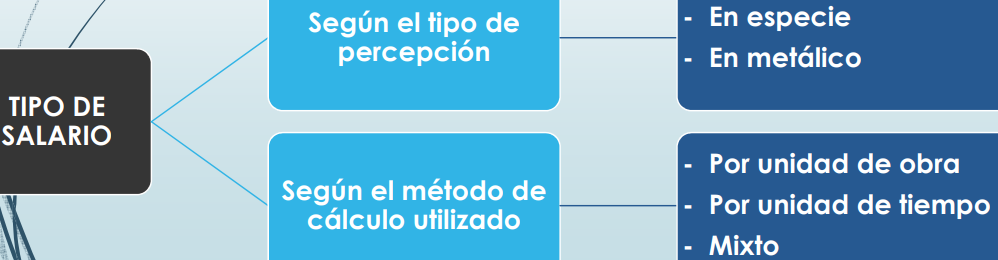 TIPO DE
SALARIO
Según el tipo de
percepción
- En especie
- En metálico
Según el método de
cálculo utilizado
- Por unidad de obra
- Por unidad de tiempo
- Mixto